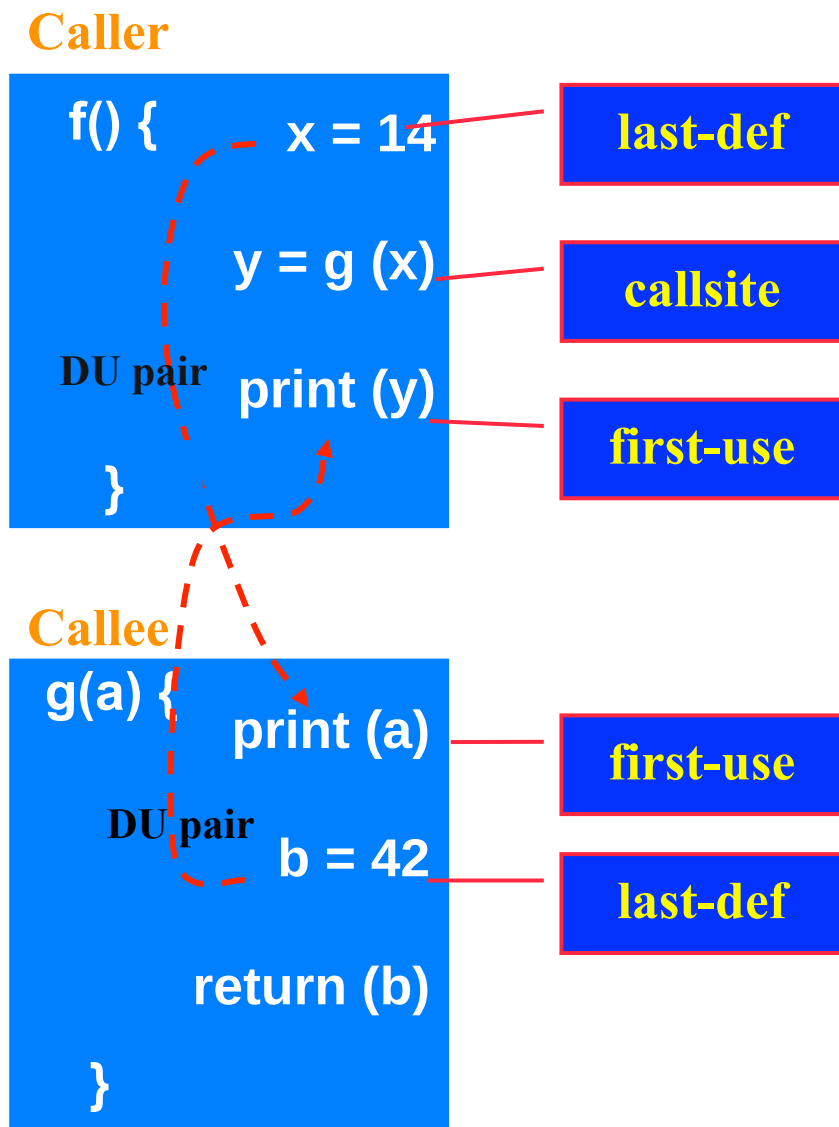 Caller
f() {
x = 14
last-def
y = g (x)
callsite
DU pair
print (y)
first-use
}
Callee
g(a) {
print (a)
first-use
DU pair
b = 42
last-def
return (b)
}